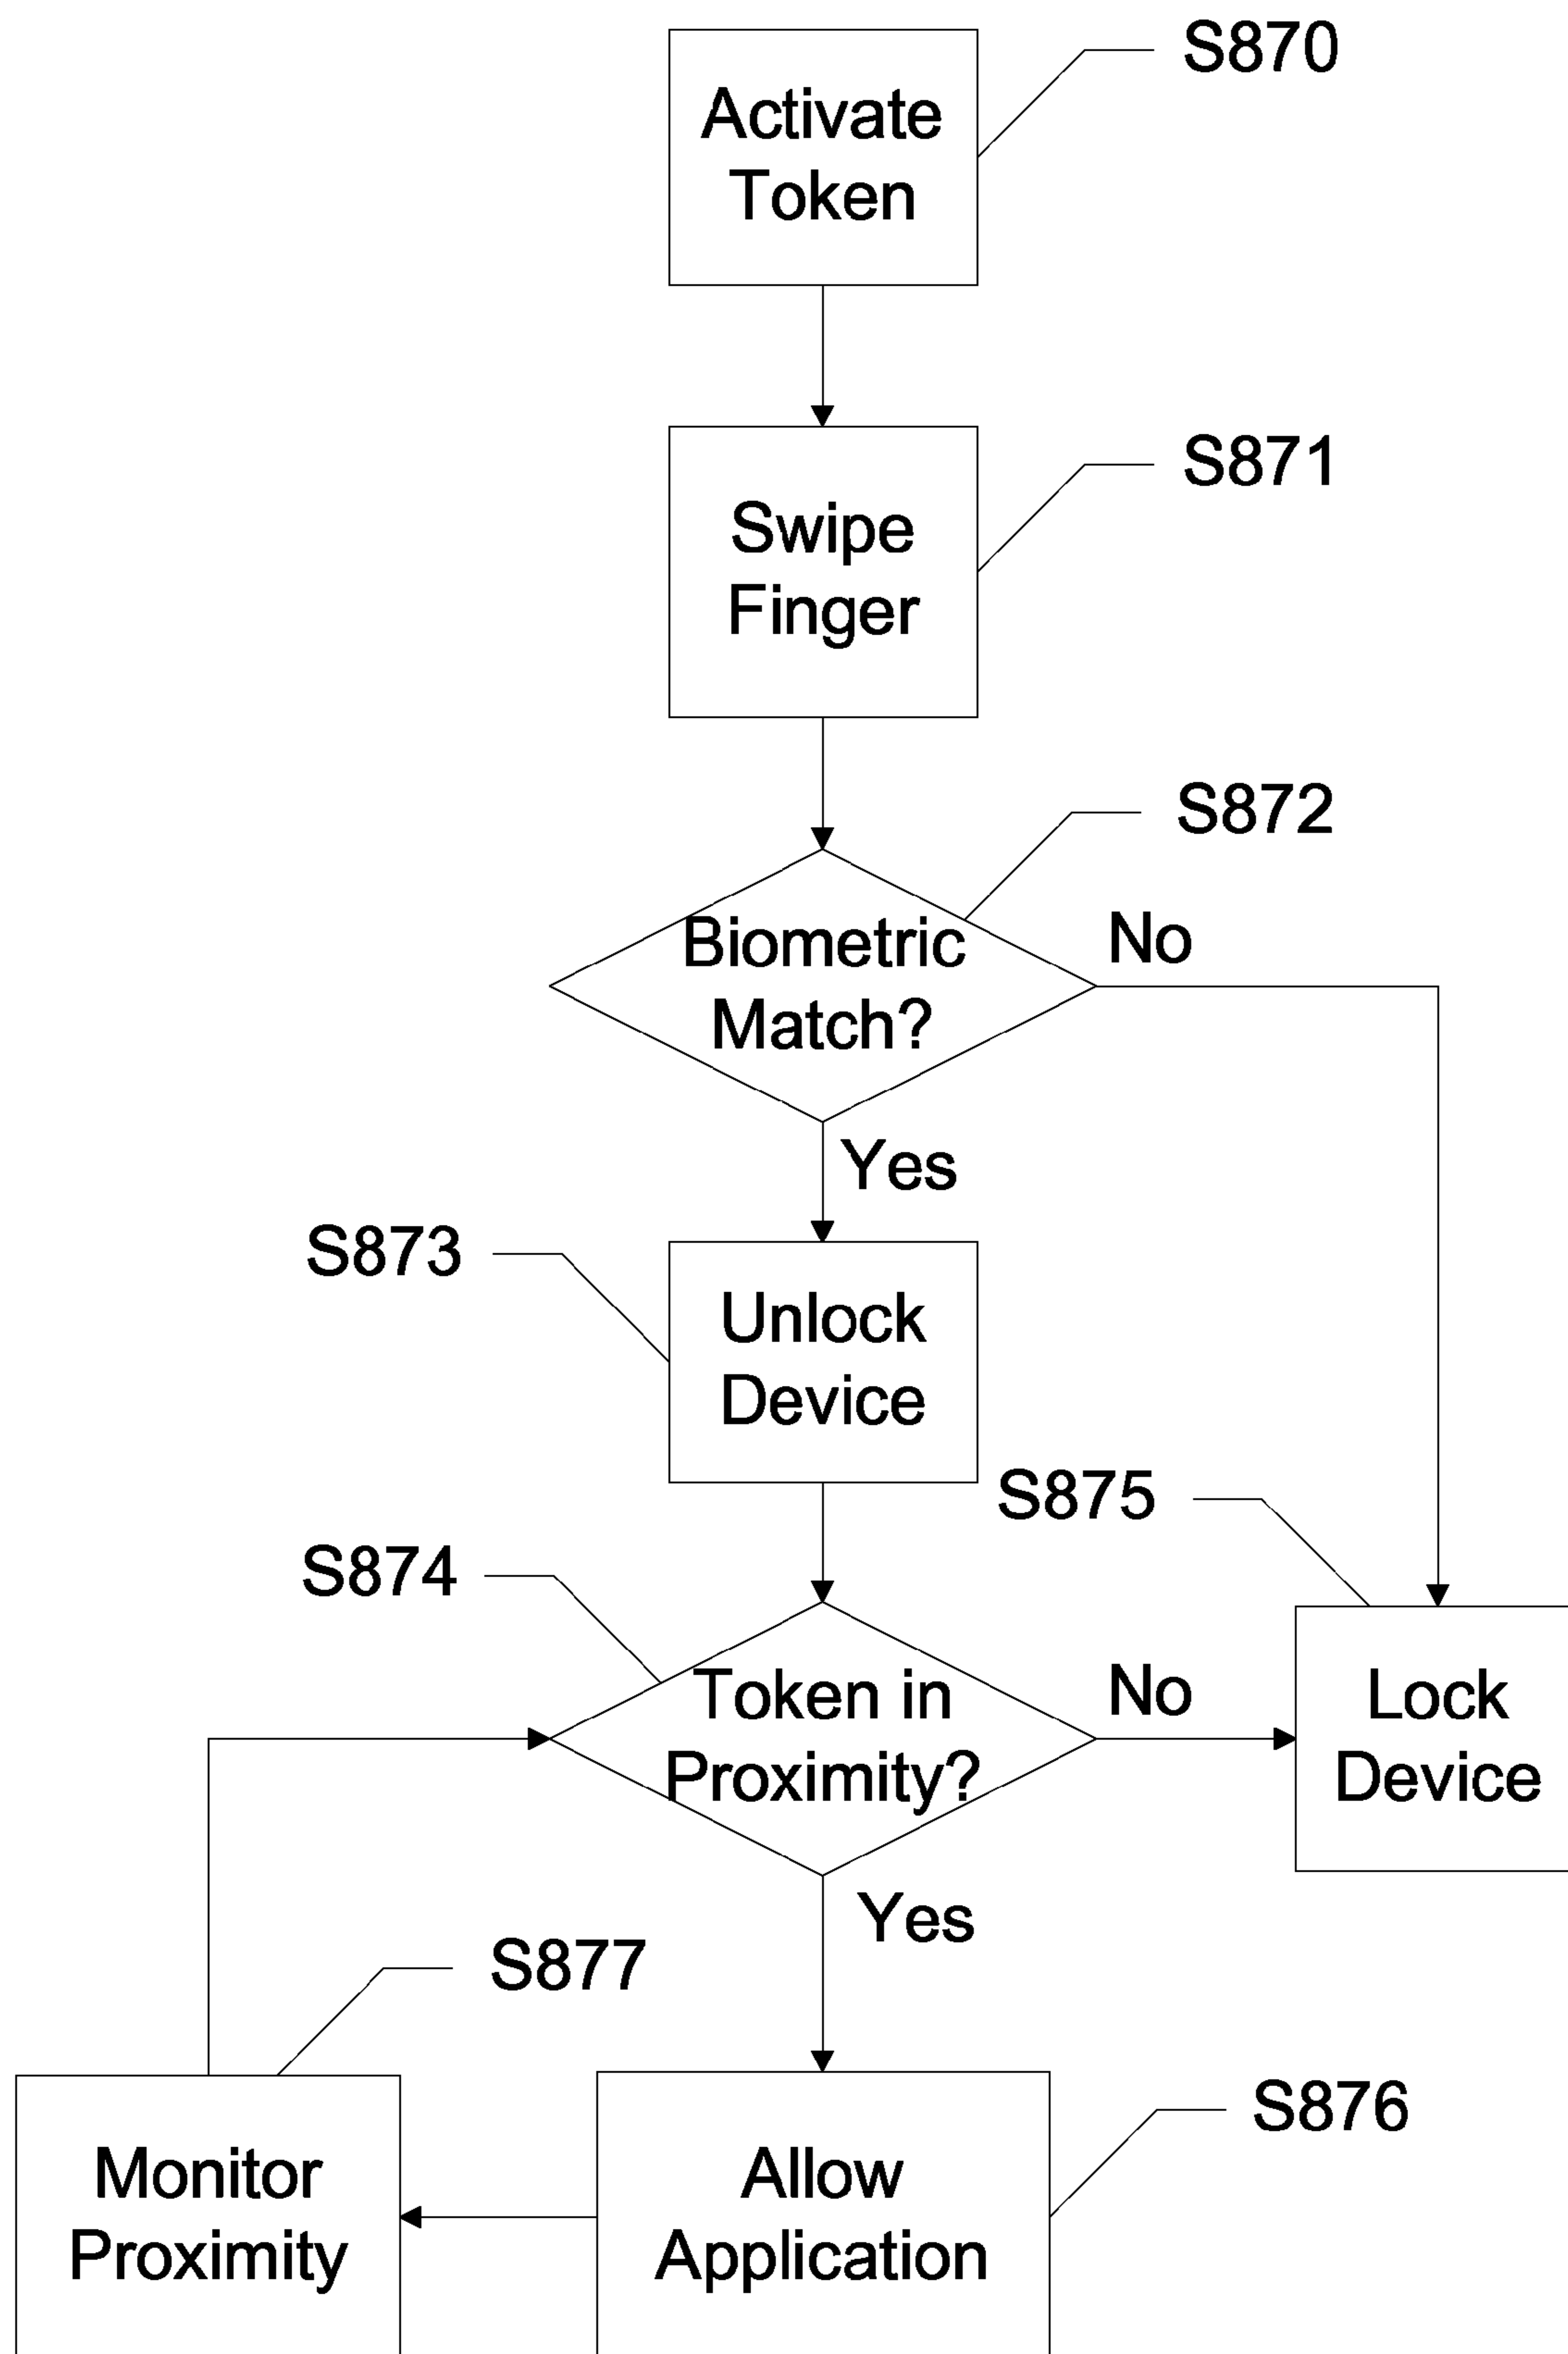 S870
Activate
Token
S871
Swipe
Finger
S872
Biometric
Match?
No
Yes
S873
Unlock
Device
S875
S874
Token in
Proximity?
No
Lock
Device
Yes
S877
S876
Monitor
Proximity
Allow
Application